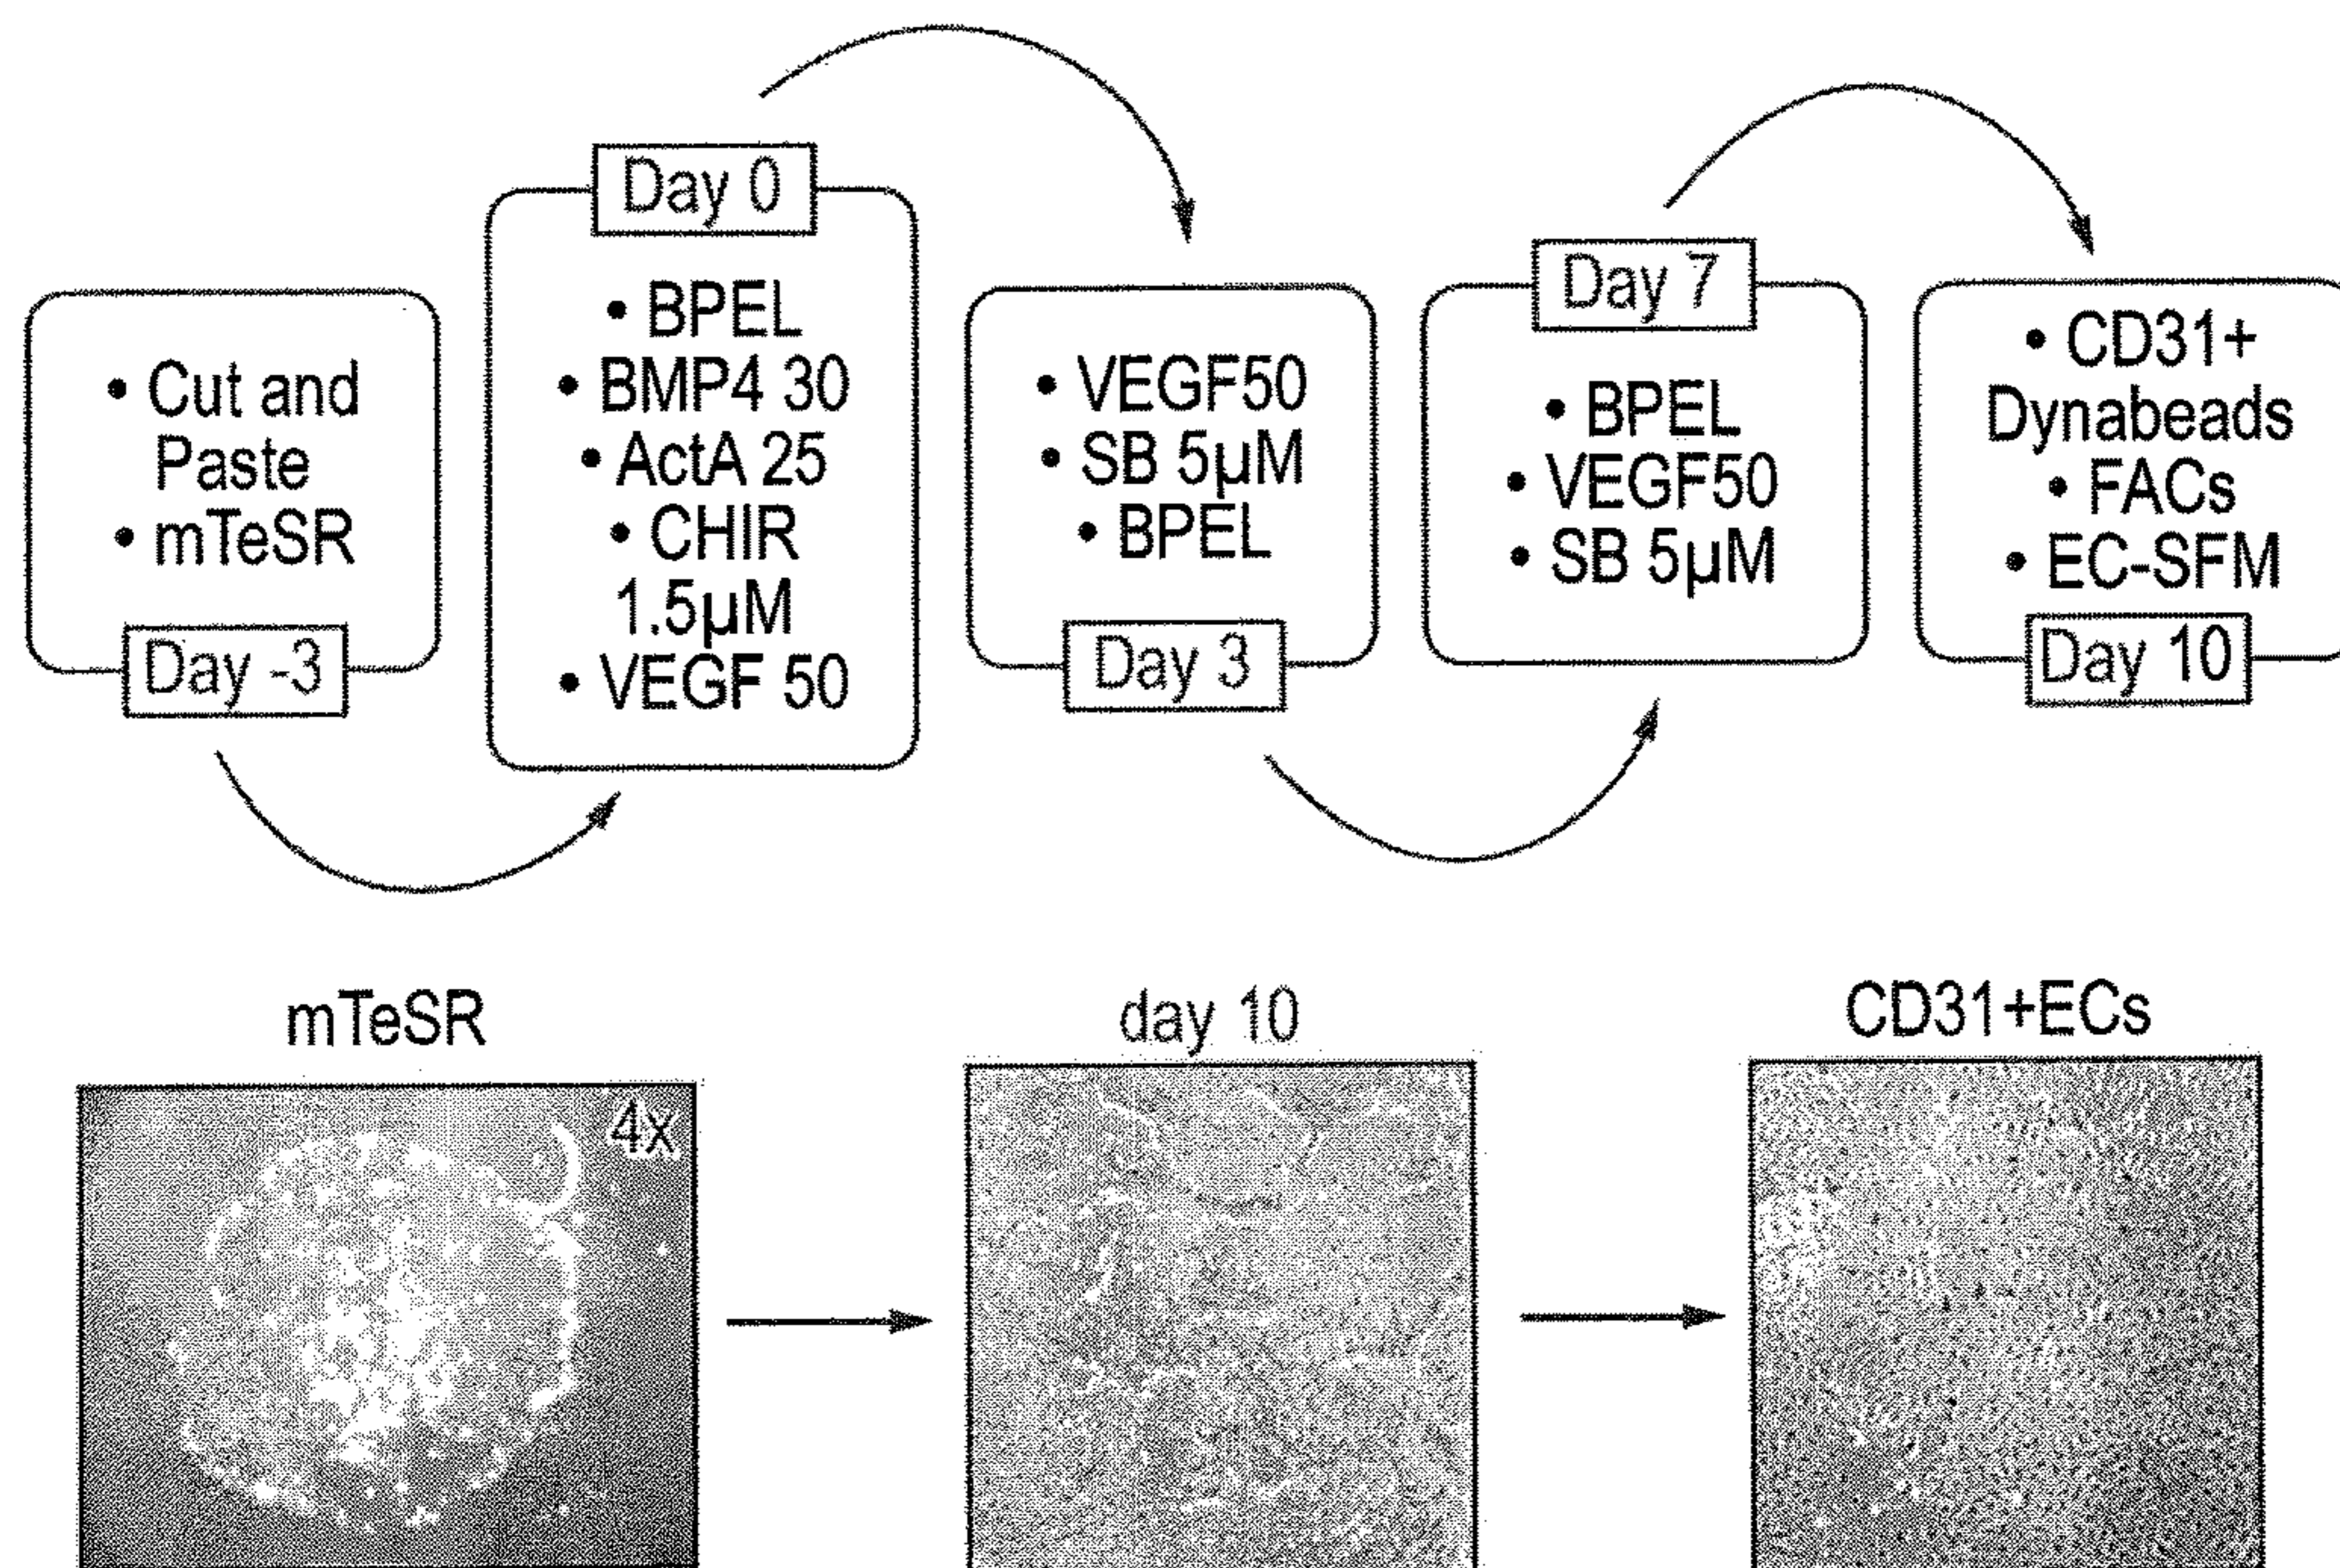 • Cut and
Paste
• mTeSR
Day -3
Day 0
• BPEL
• BMP4 30
• ActA 25
• CHIR
1.5µM
• VEGF 50
• VEGF50
• SB 5µM
• BPEL
Day 3
Day 7
• BPEL
• VEGF50
• SB 5µM
• CD31+
Dynabeads
• FACs
• EC-SFM
Day 10
mTeSR
4x
day 10
CD31+ECs